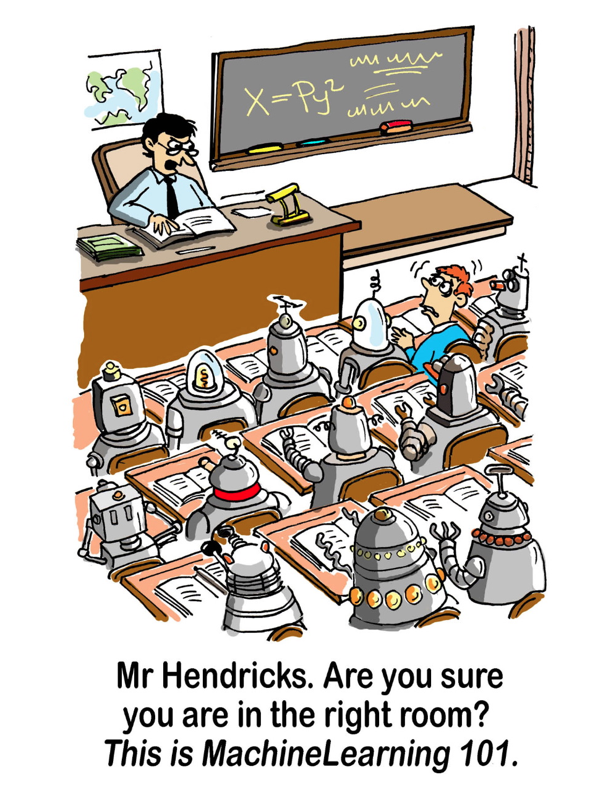 X=Py²
Mr Hendricks. Are you sure
you are in the right room?
This is MachineLearning 101.